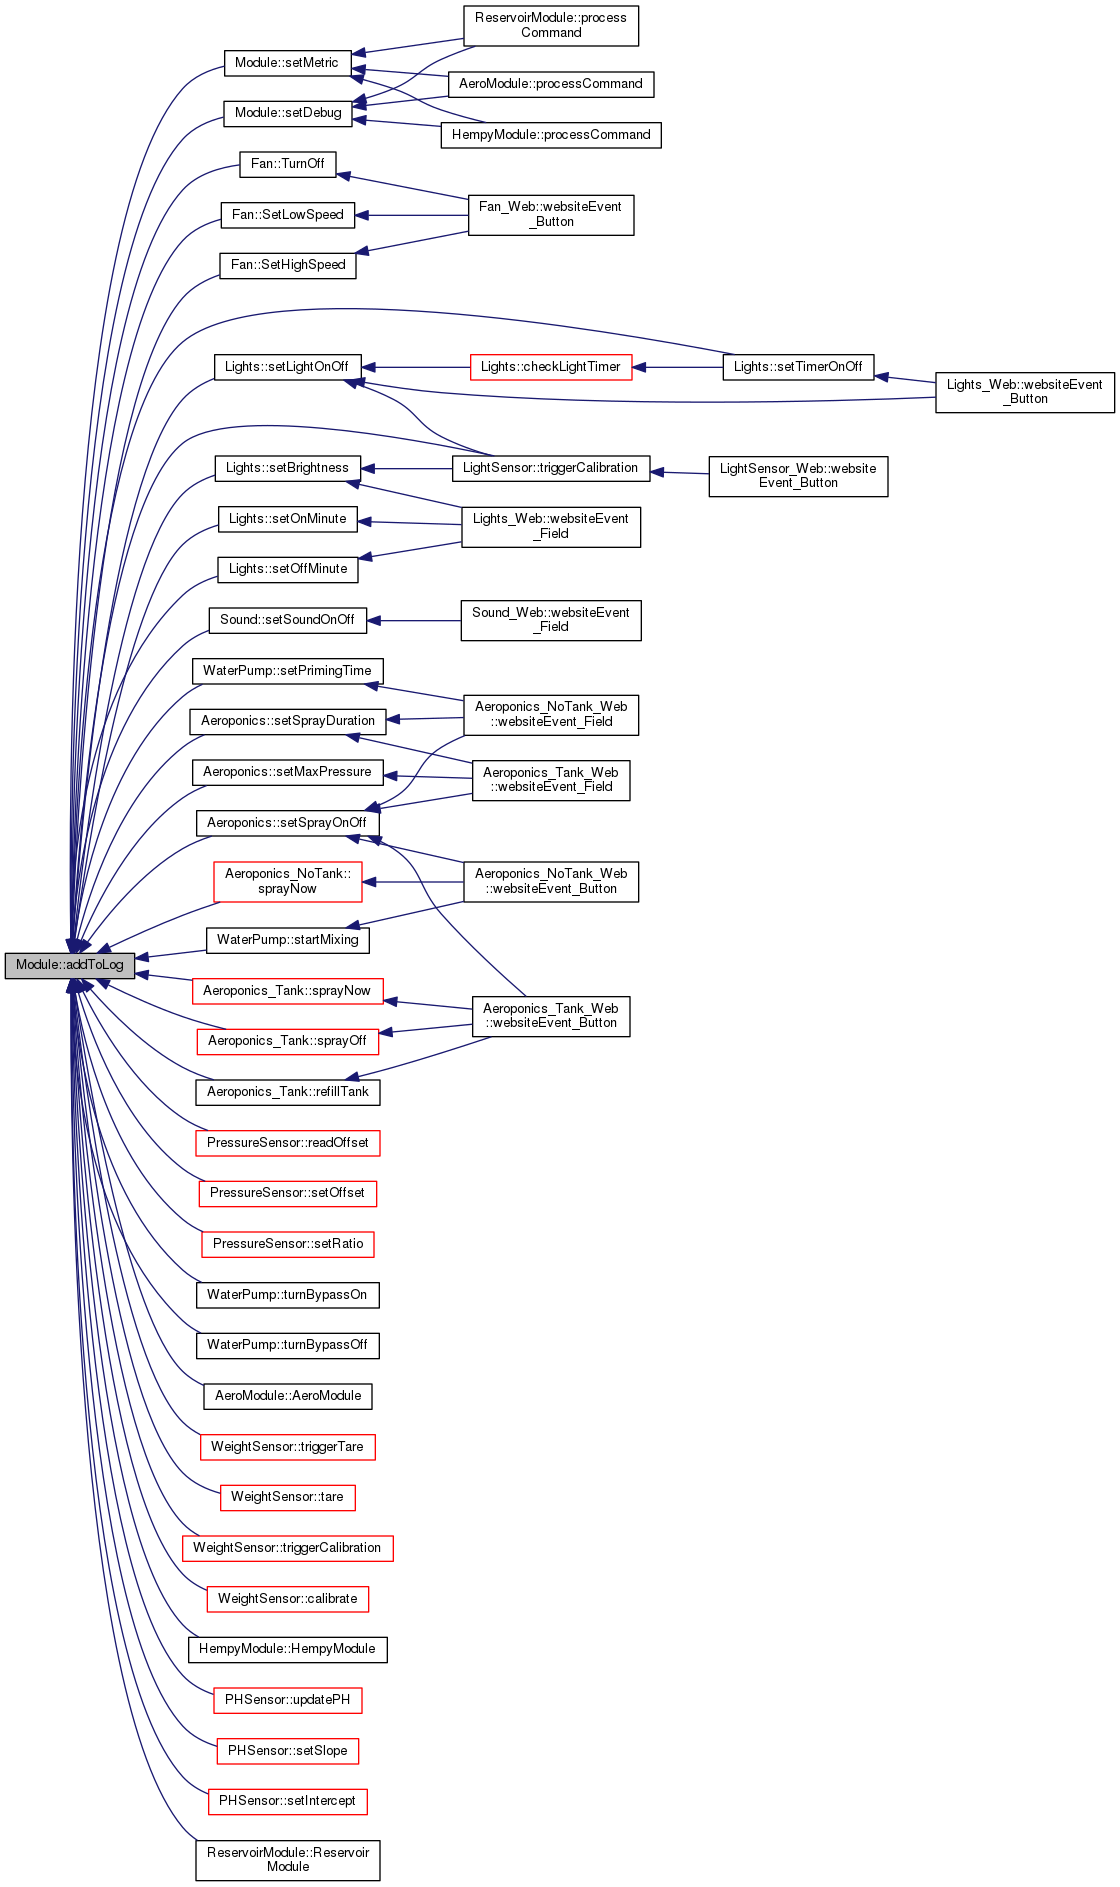 ReservoirModule::process
Command
Module::setMetric
AeroModule::processCommand
Module::setDebug
HempyModule::processCommand
Fan::TurnOff
Fan_Web::websiteEvent
_Button
Fan::SetLowSpeed
Fan::SetHighSpeed
Lights::setLightOnOff
Lights::checkLightTimer
Lights::setTimerOnOff
Lights_Web::websiteEvent
_Button
Lights::setBrightness
LightSensor::triggerCalibration
LightSensor_Web::website
Event_Button
Lights::setOnMinute
Lights_Web::websiteEvent
_Field
Lights::setOffMinute
Sound::setSoundOnOff
Sound_Web::websiteEvent
_Field
WaterPump::setPrimingTime
Aeroponics_NoTank_Web
::websiteEvent_Field
Aeroponics::setSprayDuration
Aeroponics::setMaxPressure
Aeroponics_Tank_Web
::websiteEvent_Field
Aeroponics::setSprayOnOff
Aeroponics_NoTank::
sprayNow
Aeroponics_NoTank_Web
::websiteEvent_Button
WaterPump::startMixing
Module::addToLog
Aeroponics_Tank::sprayNow
Aeroponics_Tank_Web
::websiteEvent_Button
Aeroponics_Tank::sprayOff
Aeroponics_Tank::refillTank
PressureSensor::readOffset
PressureSensor::setOffset
PressureSensor::setRatio
WaterPump::turnBypassOn
WaterPump::turnBypassOff
AeroModule::AeroModule
WeightSensor::triggerTare
WeightSensor::tare
WeightSensor::triggerCalibration
WeightSensor::calibrate
HempyModule::HempyModule
PHSensor::updatePH
PHSensor::setSlope
PHSensor::setIntercept
ReservoirModule::Reservoir
Module